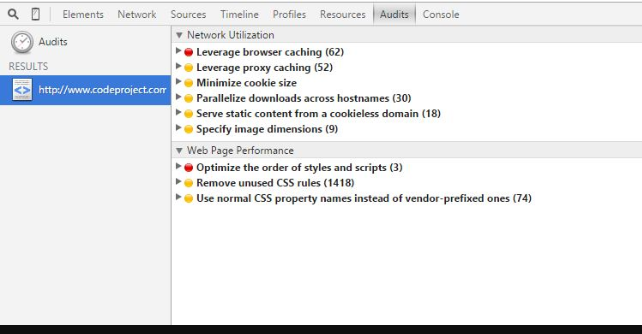 Elements Network Sources Timeline Profiles Resources Audits Console
Audits
RESULTS
http://www.codeproject.com
Network Utilization
Leverage browser caching (62)
Leverage proxy caching (52)
Minimize cookie size
Parallelize downloads across hostnames (30)
Serve static content from a cookieless domain (18)
Specify image dimensions (9)
Web Page Performance
Optimize the order of styles and scripts (3)
Remove unused CSS rules (1418)
Use normal CSS property names instead of vendor-prefixed ones (74)